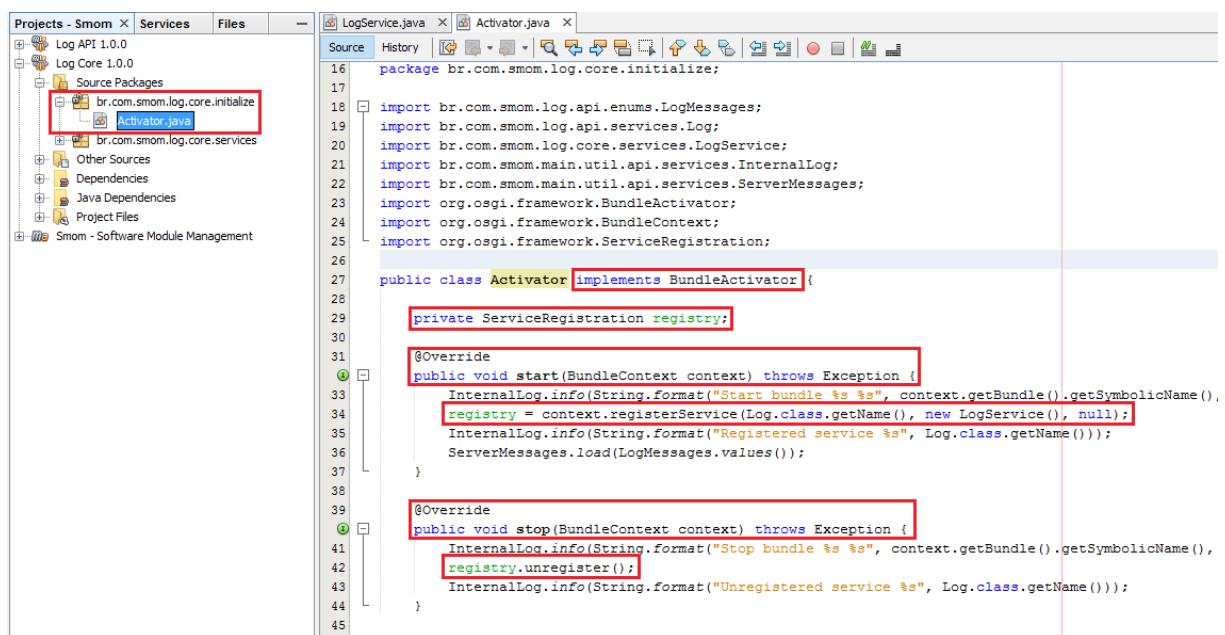 Projects - Smom × Services Files —
Log API 1.0.0
Log Core 1.0.0
Source Packages
br.com.smom.log.core.initialize
Activator.java
br.com.smom.log.core.services
Other Sources
Dependencies
Java Dependencies
Project Files
Smom - Software Module Management
LogService.java × Activator.java ×
Source History
16 package br.com.smom.log.core.initialize;
17
18 import br.com.smom.log.api.enums.LogMessages;
19 import br.com.smom.log.api.services.Log;
20 import br.com.smom.log.core.services.LogService;
21 import br.com.smom.main.util.api.services.InternalLog;
22 import br.com.smom.main.util.api.services.ServerMessages;
23 import org.osgi.framework.BundleActivator;
24 import org.osgi.framework.BundleContext;
25 import org.osgi.framework.ServiceRegistration;
26
27 public class Activator implements BundleActivator {
28
29 private ServiceRegistration registry;
30
31 @Override
public void start(BundleContext context) throws Exception {
33 InternalLog.info(String.format("Start bundle %s %s", context.getBundle().getSymbolicName(),
34 registry = context.registerService(Log.class.getName(), new LogService(), null);
35 InternalLog.info(String.format("Registered service %s", Log.class.getName()));
36 ServerMessages.load(LogMessages.values());
37 }
38
39 @Override
public void stop(BundleContext context) throws Exception {
41 InternalLog.info(String.format("Stop bundle %s %s", context.getBundle().getSymbolicName(),
42 registry.unregister();
43 InternalLog.info(String.format("Unregistered service %s", Log.class.getName()));
44 }
45